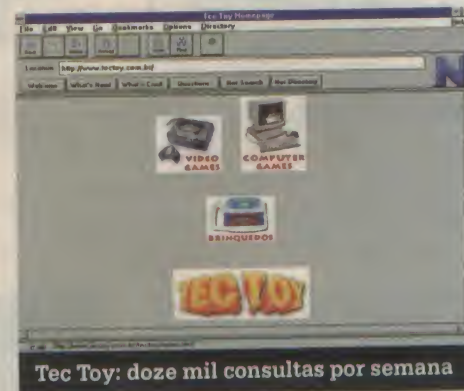 Tec Toy Homepage
File Edit View Go Bookmarks Options Directory
Location: http://www.tectoy.com.br/
Welcome What's New! What's Cool! Questions Net Search Net Directory
N
VIDEO
GAMES
COMPUTER
GAMES
BRINQUEDOS
TEC TOY
Tec Toy: doze mil consultas por semana